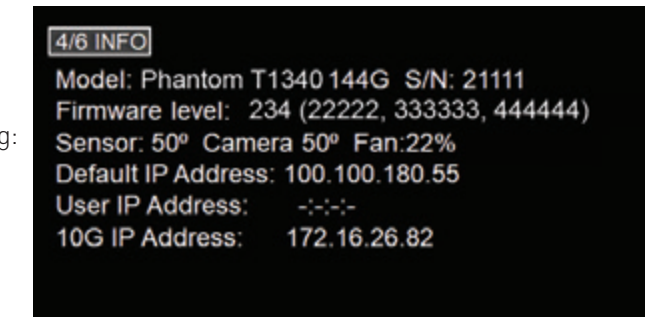 4/6 INFO
Model: Phantom T1340 144G S/N: 21111
Firmware level: 234 (22222, 333333, 444444)
g:
Sensor: 50º Camera 50º Fan:22%
Default IP Address: 100.100.180.55
User IP Address: -:-:-:-
10G IP Address: 172.16.26.82